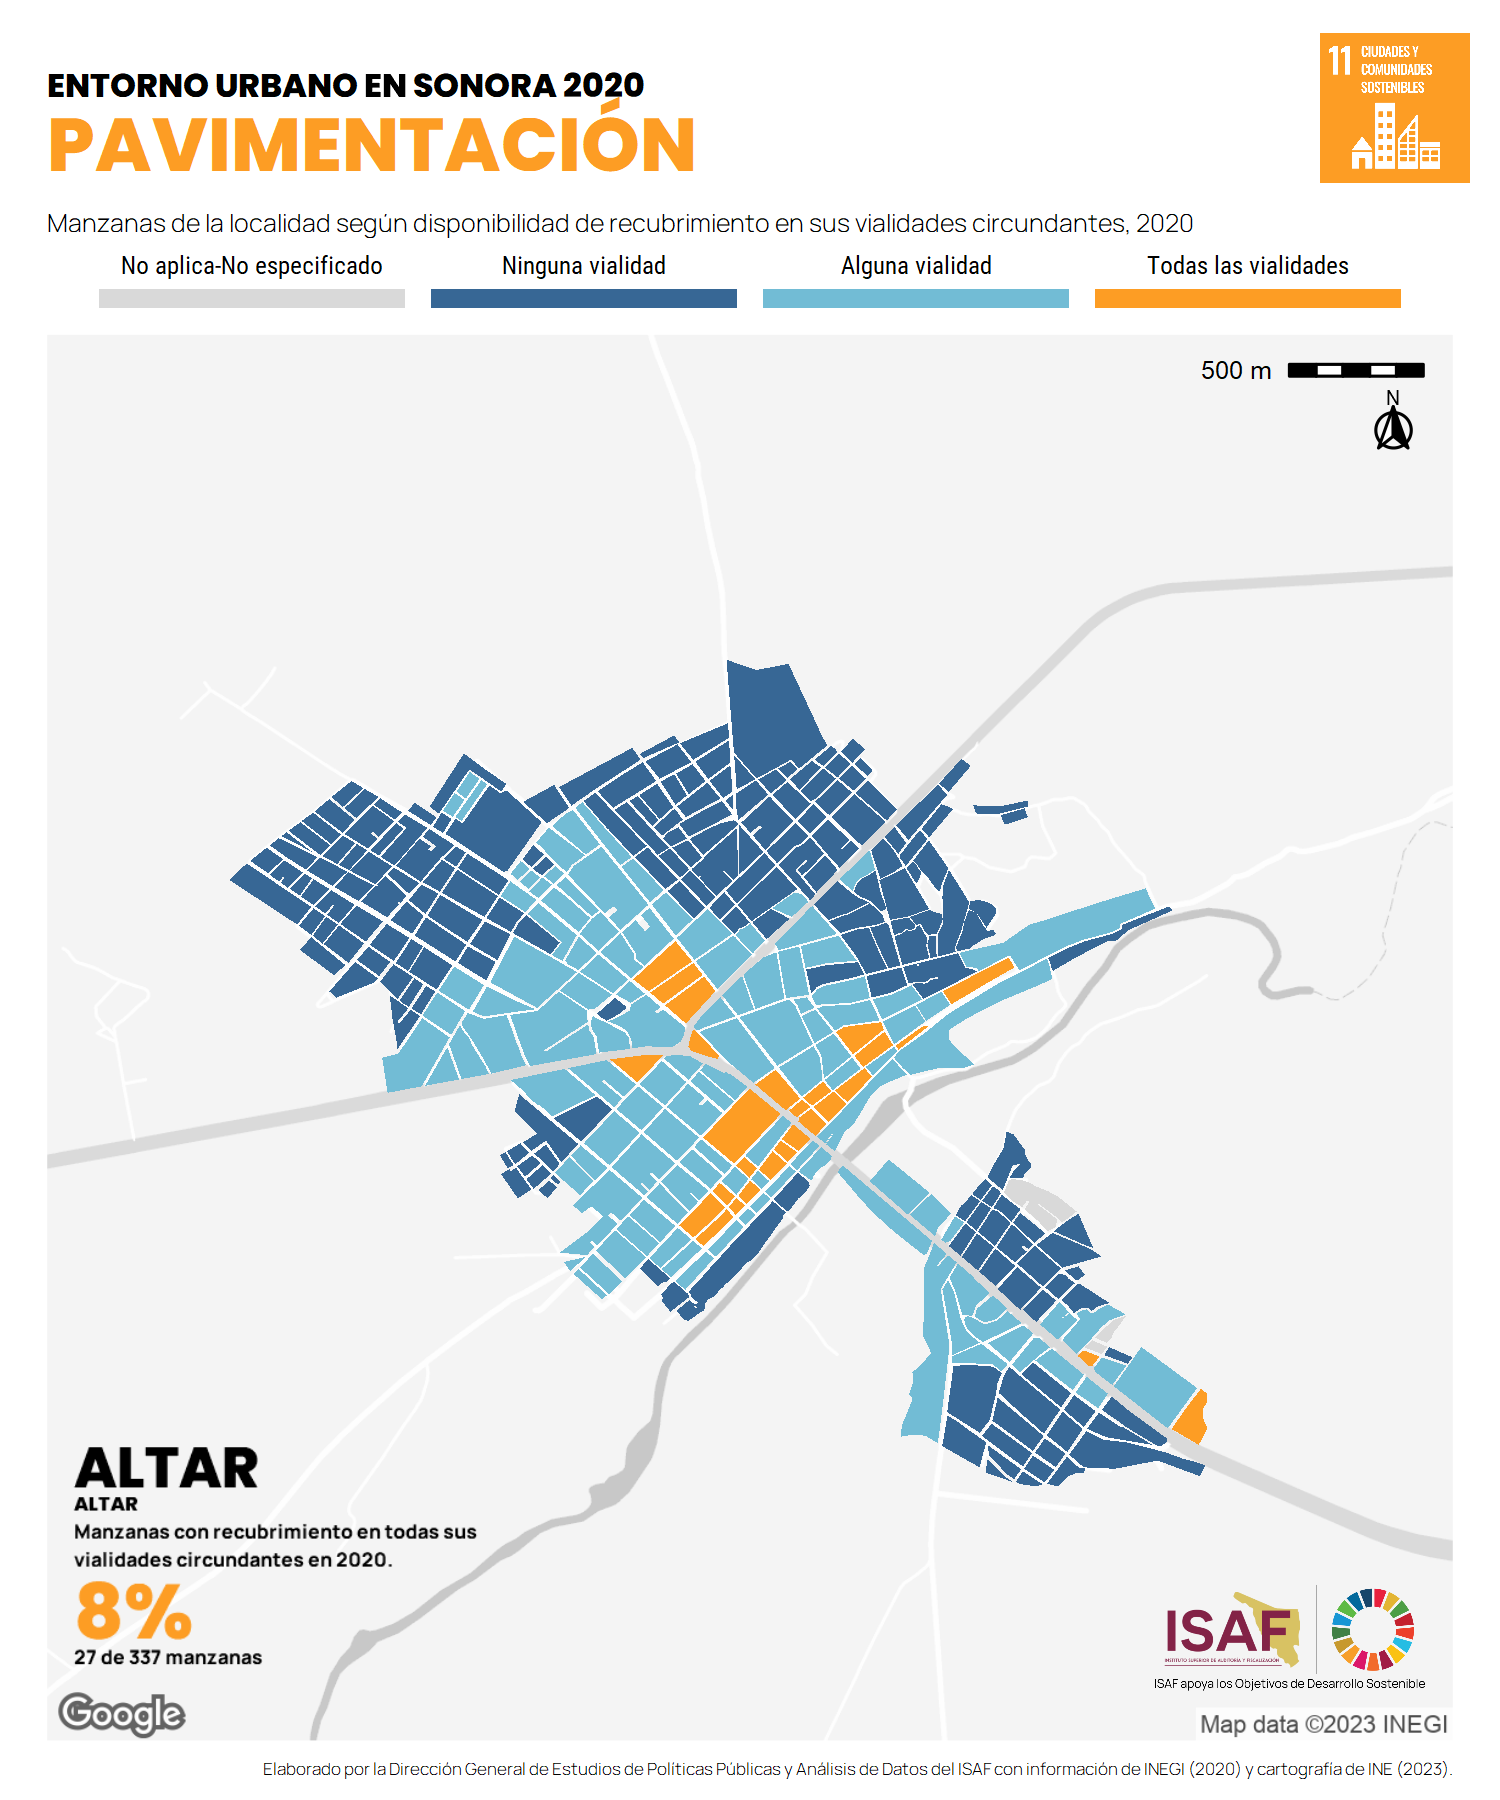 ENTORNO URBANO EN SONORA 2020
PAVIMENTACIÓN
11 CIUDADES Y
COMUNIDADES
SOSTENIBLES
Manzanas de la localidad según disponibilidad de recubrimiento en sus vialidades circundantes, 2020
No aplica-No especificado
Ninguna vialidad
Alguna vialidad
Todas las vialidades
500 m
N
ALTAR
ALTAR
Manzanas con recubrimiento en todas sus
vialidades circundantes en 2020.
8%
27 de 337 manzanas
ISAF
INSTITUTO SUPERIOR DE AUDITORÍA Y FISCALIZACIÓN
ISAF apoya los Objetivos de Desarrollo Sostenible
Google
Map data ©2023 INEGI
Elaborado por la Dirección General de Estudios de Políticas Públicas y Análisis de Datos del ISAF con información de INEGI (2020) y cartografía de INE (2023).